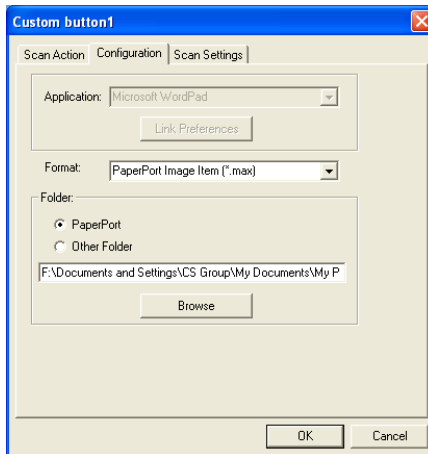 Custom button1
Scan Action Configuration Scan Settings
Application: Microsoft WordPad
Link Preferences
Format: PaperPort Image Item (*.max)
Folder:
PaperPort
Other Folder
F:\Documents and Settings\CS Group\My Documents\My P
Browse
OK Cancel